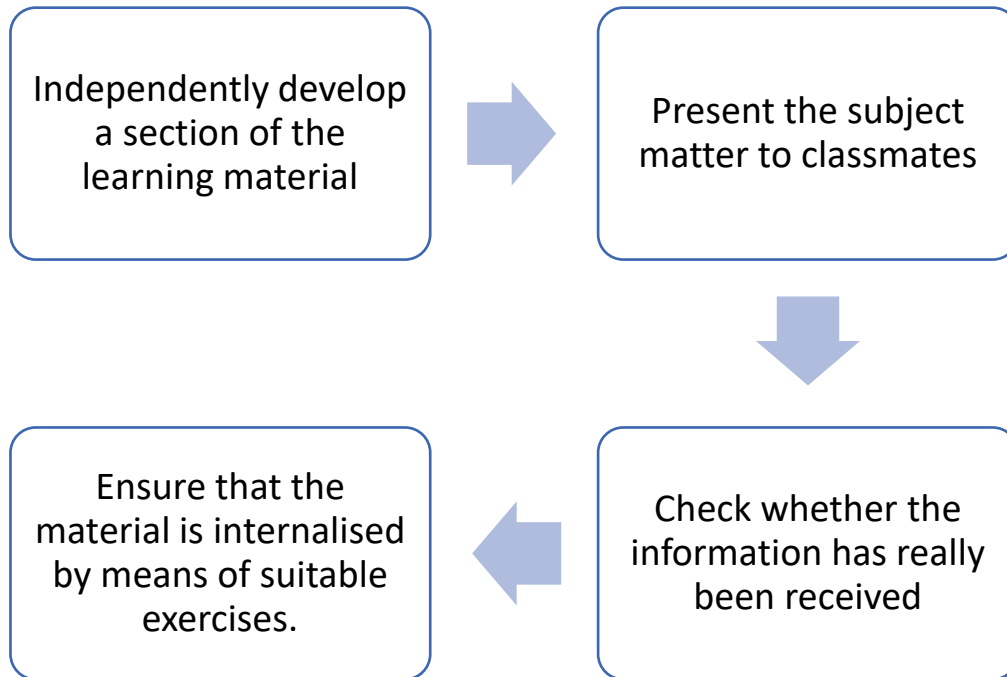 Independently develop
a section of the
learning material
Present the subject
matter to classmates
Check whether the
information has really
been received
Ensure that the
material is internalised
by means of suitable
exercises.